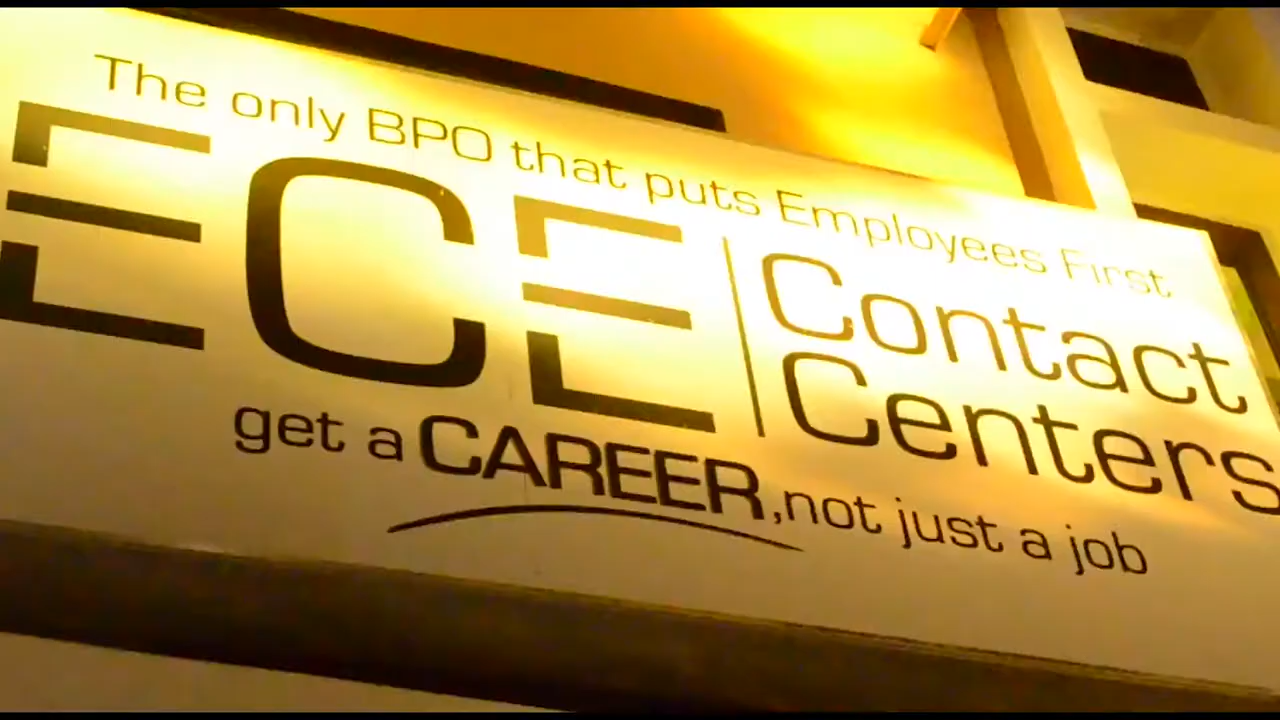 The only BPO that puts Employees First
ECE
Contact
Centers
get a CAREER, not just a job